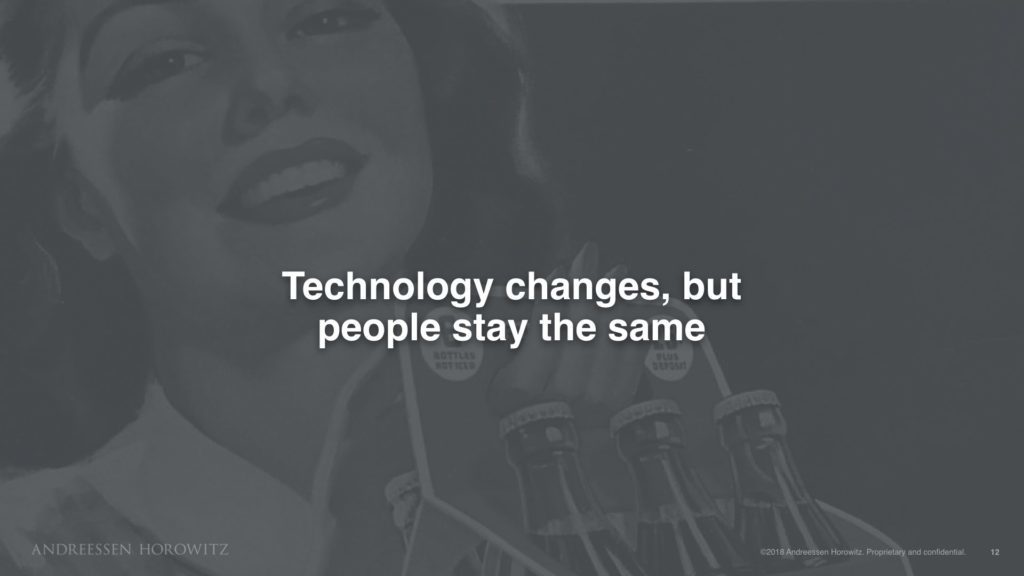 Technology changes, but
people stay the same
BOTTLES
PLUS
DEPOSIT
ANDREESSEN HOROWITZ
©2018 Andreessen Horowitz. Proprietary and confidential.
12